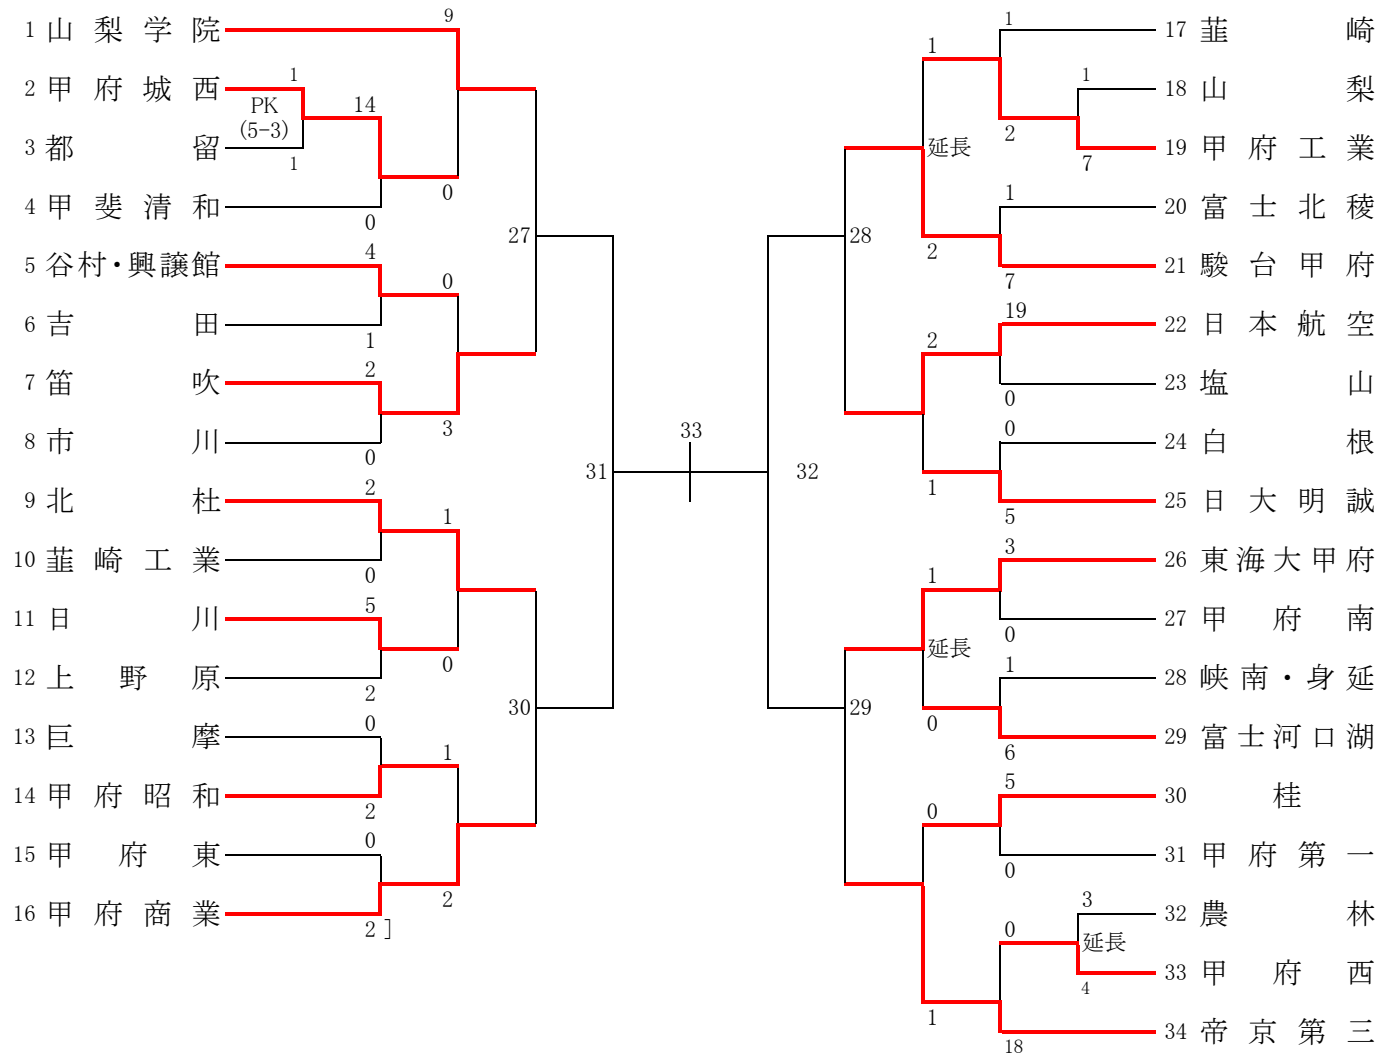 1 山梨学院
2 甲府城西
3 都留
4 甲斐清和
5 谷村・興譲館
6 吉田
7 笛吹
8 市川
9 北杜
10 韮崎工業
11 日川
12 上野原
13 巨摩
14 甲府昭和
15 甲府東
16 甲府商業
9
1
PK
(5-3)
1
14
0
0
4
1
0
2
0
3
27
2
0
1
5
2
0
0
2
1
0
2 ]
2
30
31
33
32
28
29
1
延長
2
2
1
1
延長
0
0
1
1
2
1
7
1
7
19
0
0
5
3
0
1
6
5
0
0
18
3
延長
4
17 韮崎
18 山梨
19 甲府工業
20 富士北稜
21 駿台甲府
22 日本航空
23 塩山
24 白根
25 日大明誠
26 東海大甲府
27 甲府南
28 峡南・身延
29 富士河口湖
30 桂
31 甲府第一
32 農林
33 甲府西
34 帝京第三